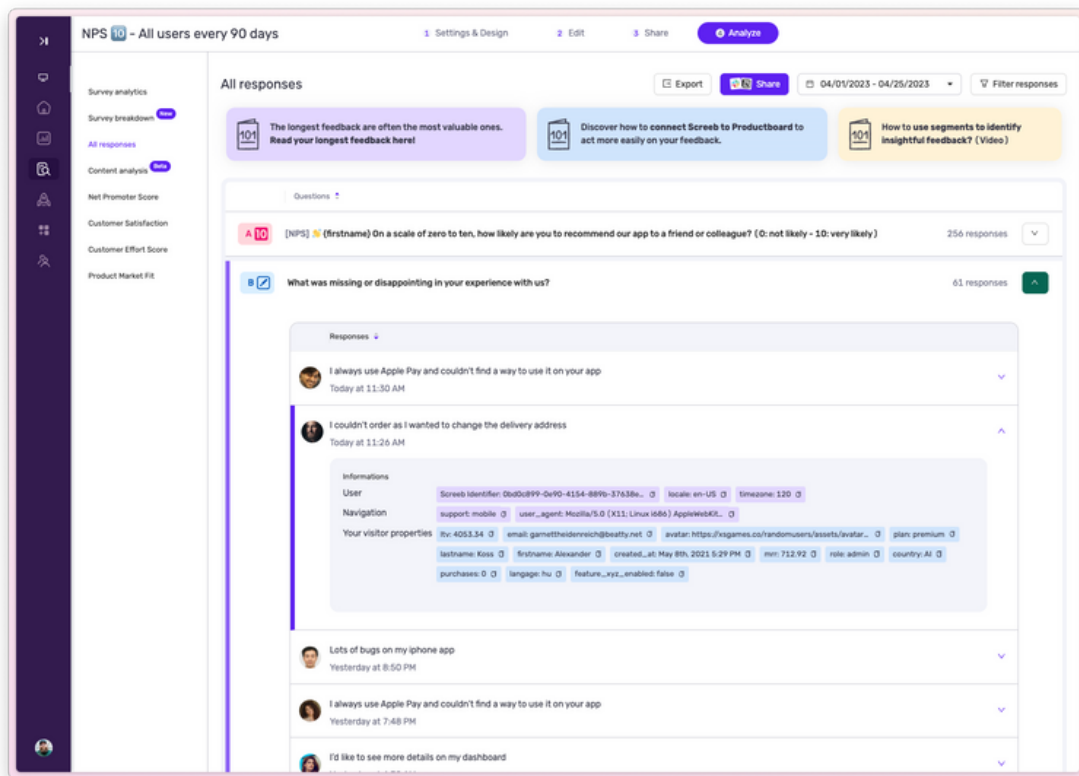 NPS 🔟 - All users every 90 days
1 Settings & Design
2 Edit
3 Share
4 Analyze
Survey analytics
Survey breakdown New
All responses
Content analysis Beta
Net Promoter Score
Customer Satisfaction
Customer Effort Score
Product Market Fit
All responses
Export
Share
04/01/2023 - 04/25/2023
Filter responses
101
The longest feedback are often the most valuable ones.
Read your longest feedback here!
101
Discover how to connect Screeb to Productboard to
act more easily on your feedback.
101
How to use segments to identify
insightful feedback? (Video)
Questions
A 10 [NPS] 👋 {firstname} On a scale of zero to ten, how likely are you to recommend our app to a friend or colleague? (0: not likely - 10: very likely) 256 responses
B What was missing or disappointing in your experience with us? 61 responses
Responses
I always use Apple Pay and couldn't find a way to use it on your app
Today at 11:30 AM
I couldn't order as I wanted to change the delivery address
Today at 11:26 AM
Informations
User Screeb Identifier: 0bd0c899-0e90-4154-889b-37638e... locale: en-US timezone: 120
Navigation support: mobile user_agent: Mozilla/5.0 (X11; Linux i686) AppleWebKit...
Your visitor properties ltv: 4053.34 email: garnettheidenreich@beatty.net avatar: https://xsgames.co/randomusers/assets/avatar... plan: premium
lastname: Koss firstname: Alexander created_at: May 8th, 2021 5:29 PM mrr: 712.92 role: admin country: AI
purchases: 0 langage: hu feature_xyz_enabled: false
Lots of bugs on my iphone app
Yesterday at 8:50 PM
I always use Apple Pay and couldn't find a way to use it on your app
Yesterday at 7:48 PM
I'd like to see more details on my dashboard